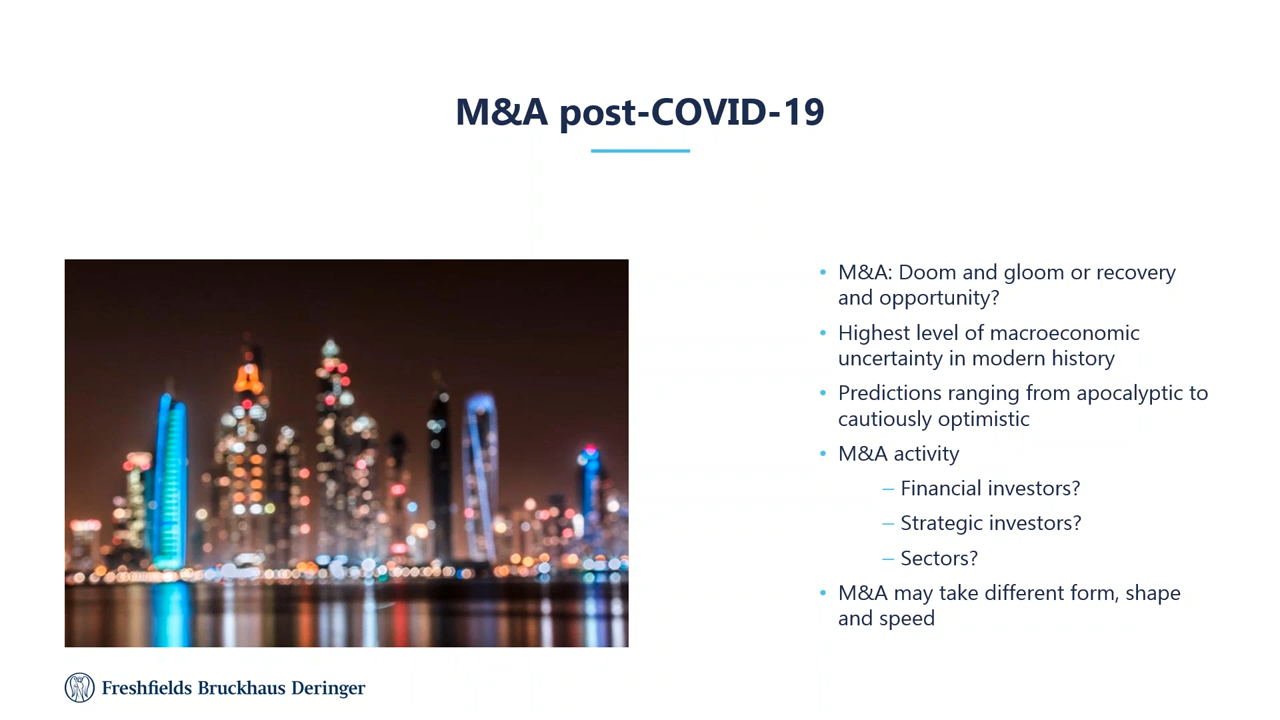 M&A post-COVID-19
• M&A: Doom and gloom or recovery
and opportunity?
• Highest level of macroeconomic
uncertainty in modern history
• Predictions ranging from apocalyptic to
cautiously optimistic
• M&A activity
– Financial investors?
– Strategic investors?
– Sectors?
• M&A may take different form, shape
and speed
Freshfields Bruckhaus Deringer